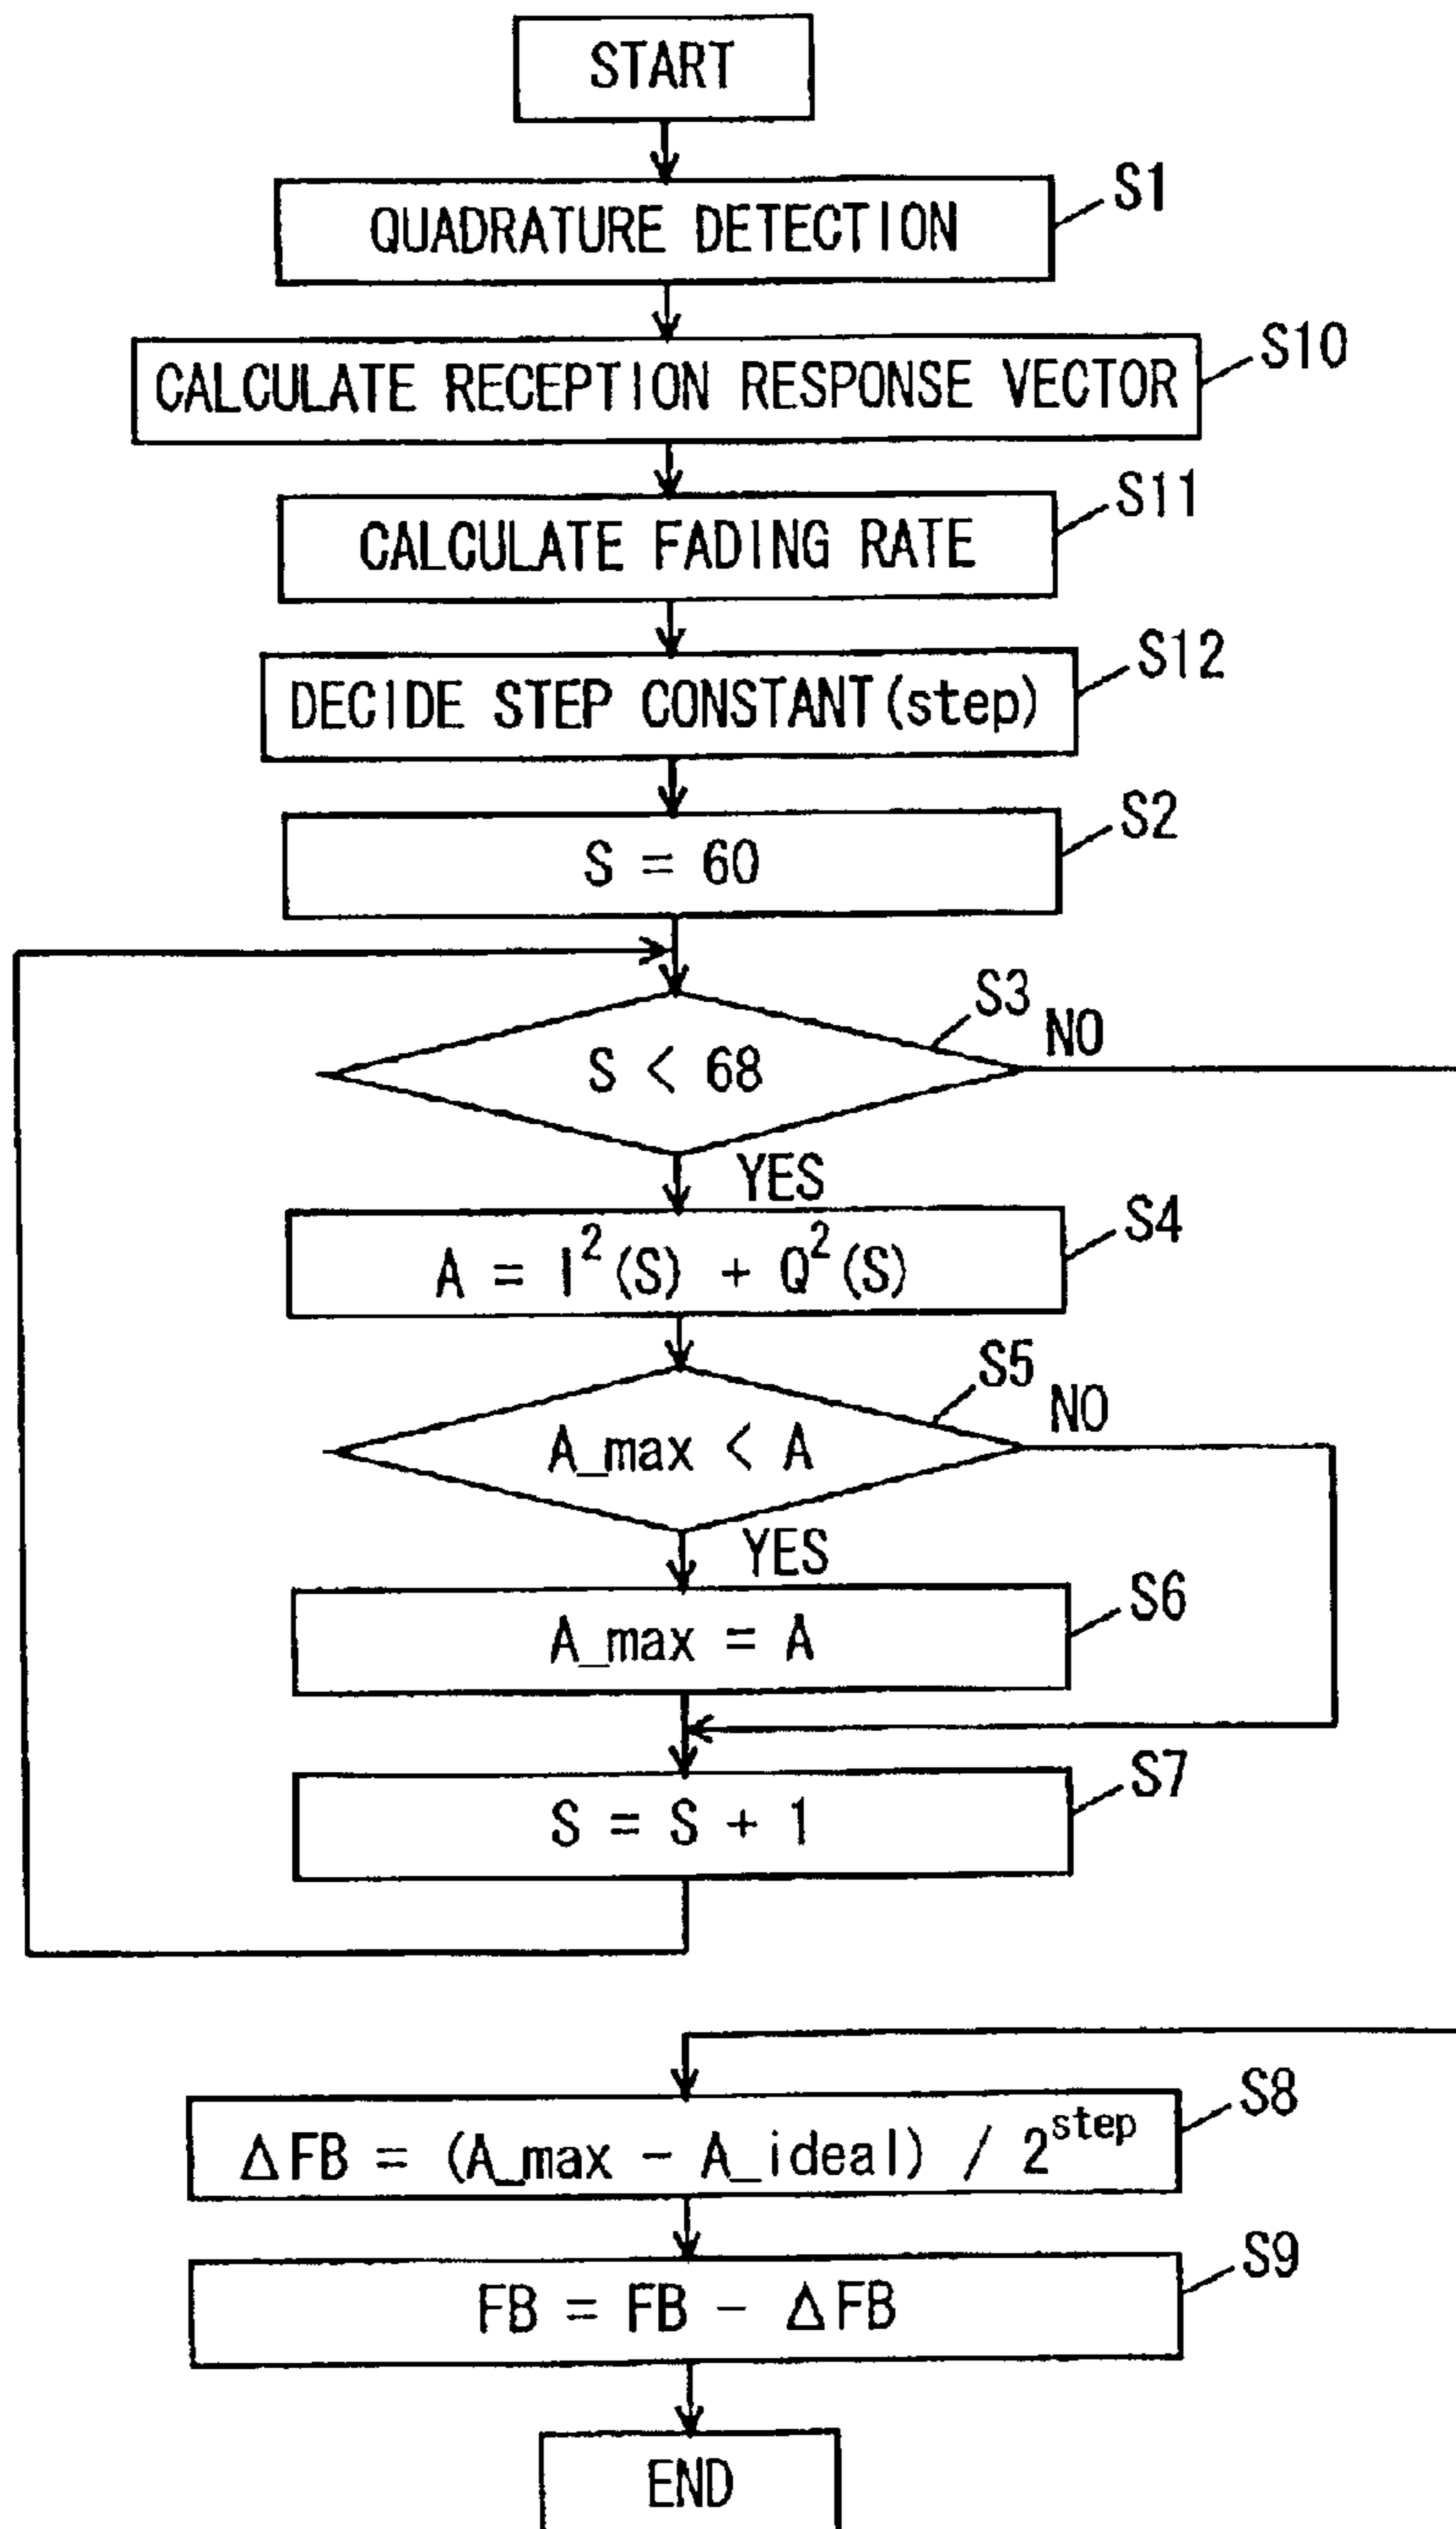 START
S1
QUADRATURE DETECTION
S10
CALCULATE RECEPTION RESPONSE VECTOR
S11
CALCULATE FADING RATE
S12
DECIDE STEP CONSTANT(step)
S2
S = 60
S3
NO
S < 68
YES
S4
A = I²(S) + Q²(S)
S5
NO
A_max < A
YES
S6
A_max = A
S7
S = S + 1
S8
ΔFB = (A_max - A_ideal) / 2^step
S9
FB = FB - ΔFB
END